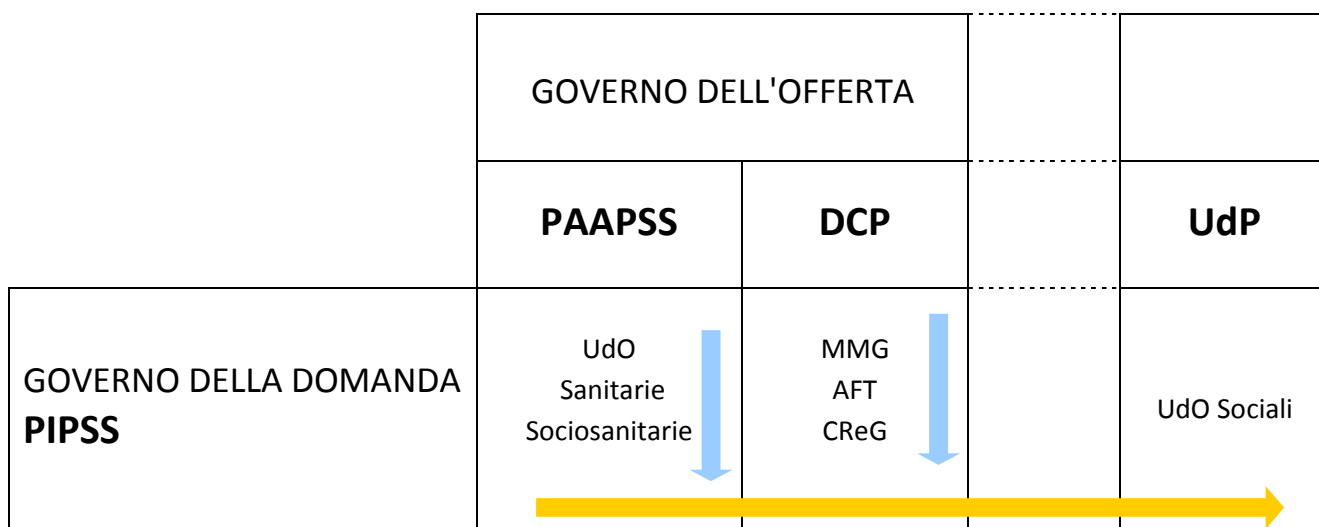 GOVERNO DELL'OFFERTA
PAAPSS
DCP
UdP
GOVERNO DELLA DOMANDA
PIPSS
UdO
Sanitarie
Sociosanitarie
MMG
AFT
CReG
UdO Sociali